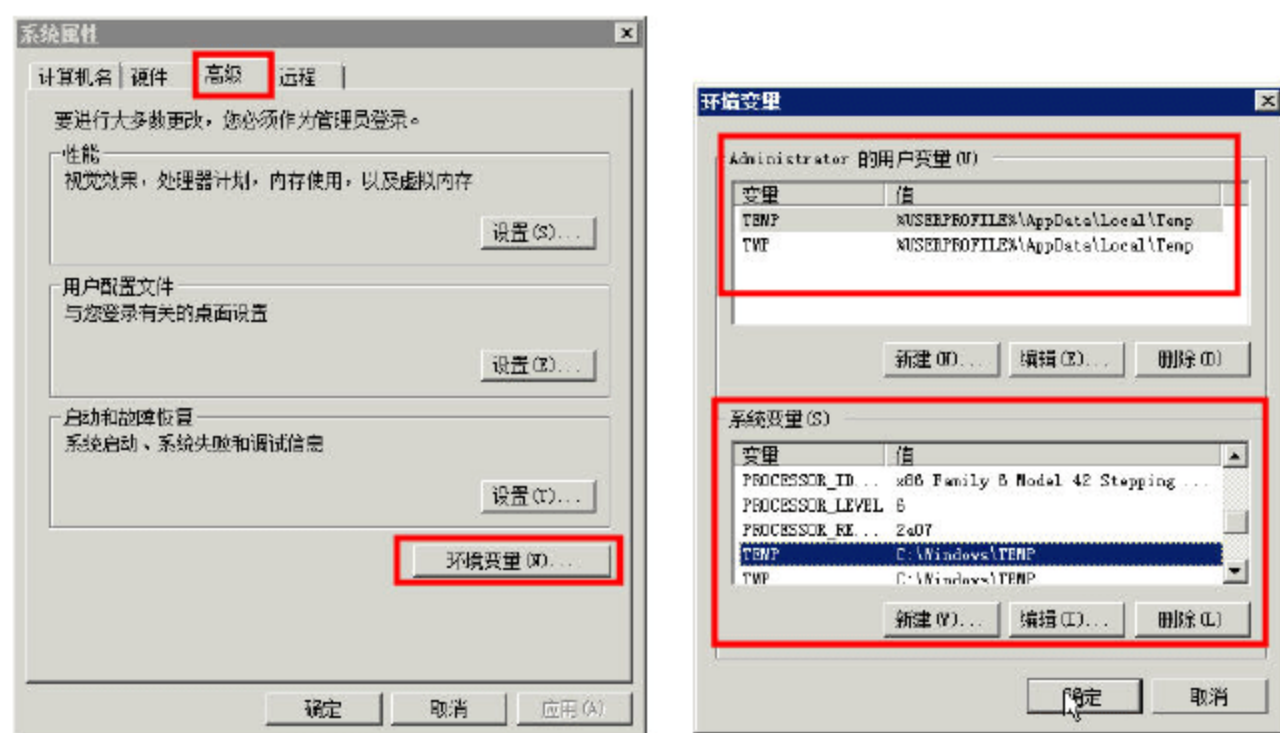 系统属性
计算机名 硬件 高级 远程
要进行大多数更改，您必须作为管理员登录。
性能
视觉效果，处理器计划，内存使用，以及虚拟内存
设置(S)...
用户配置文件
与您登录有关的桌面设置
设置(E)...
启动和故障恢复
系统启动、系统失败和调试信息
设置(T)...
环境变量(N)...
确定 取消 应用(A)
环境变量
Administrator 的用户变量(U)
变量 值
TEMP %USERPROFILE%\AppData\Local\Temp
TMP %USERPROFILE%\AppData\Local\Temp
新建(N)... 编辑(E)... 删除(D)
系统变量(S)
变量 值
PROCESSOR_ID... x86 Family 6 Model 42 Stepping ...
PROCESSOR_LEVEL 6
PROCESSOR_RE... 2a07
TEMP C:\Windows\TEMP
TMP C:\Windows\TEMP
新建(W)... 编辑(I)... 删除(L)
确定 取消